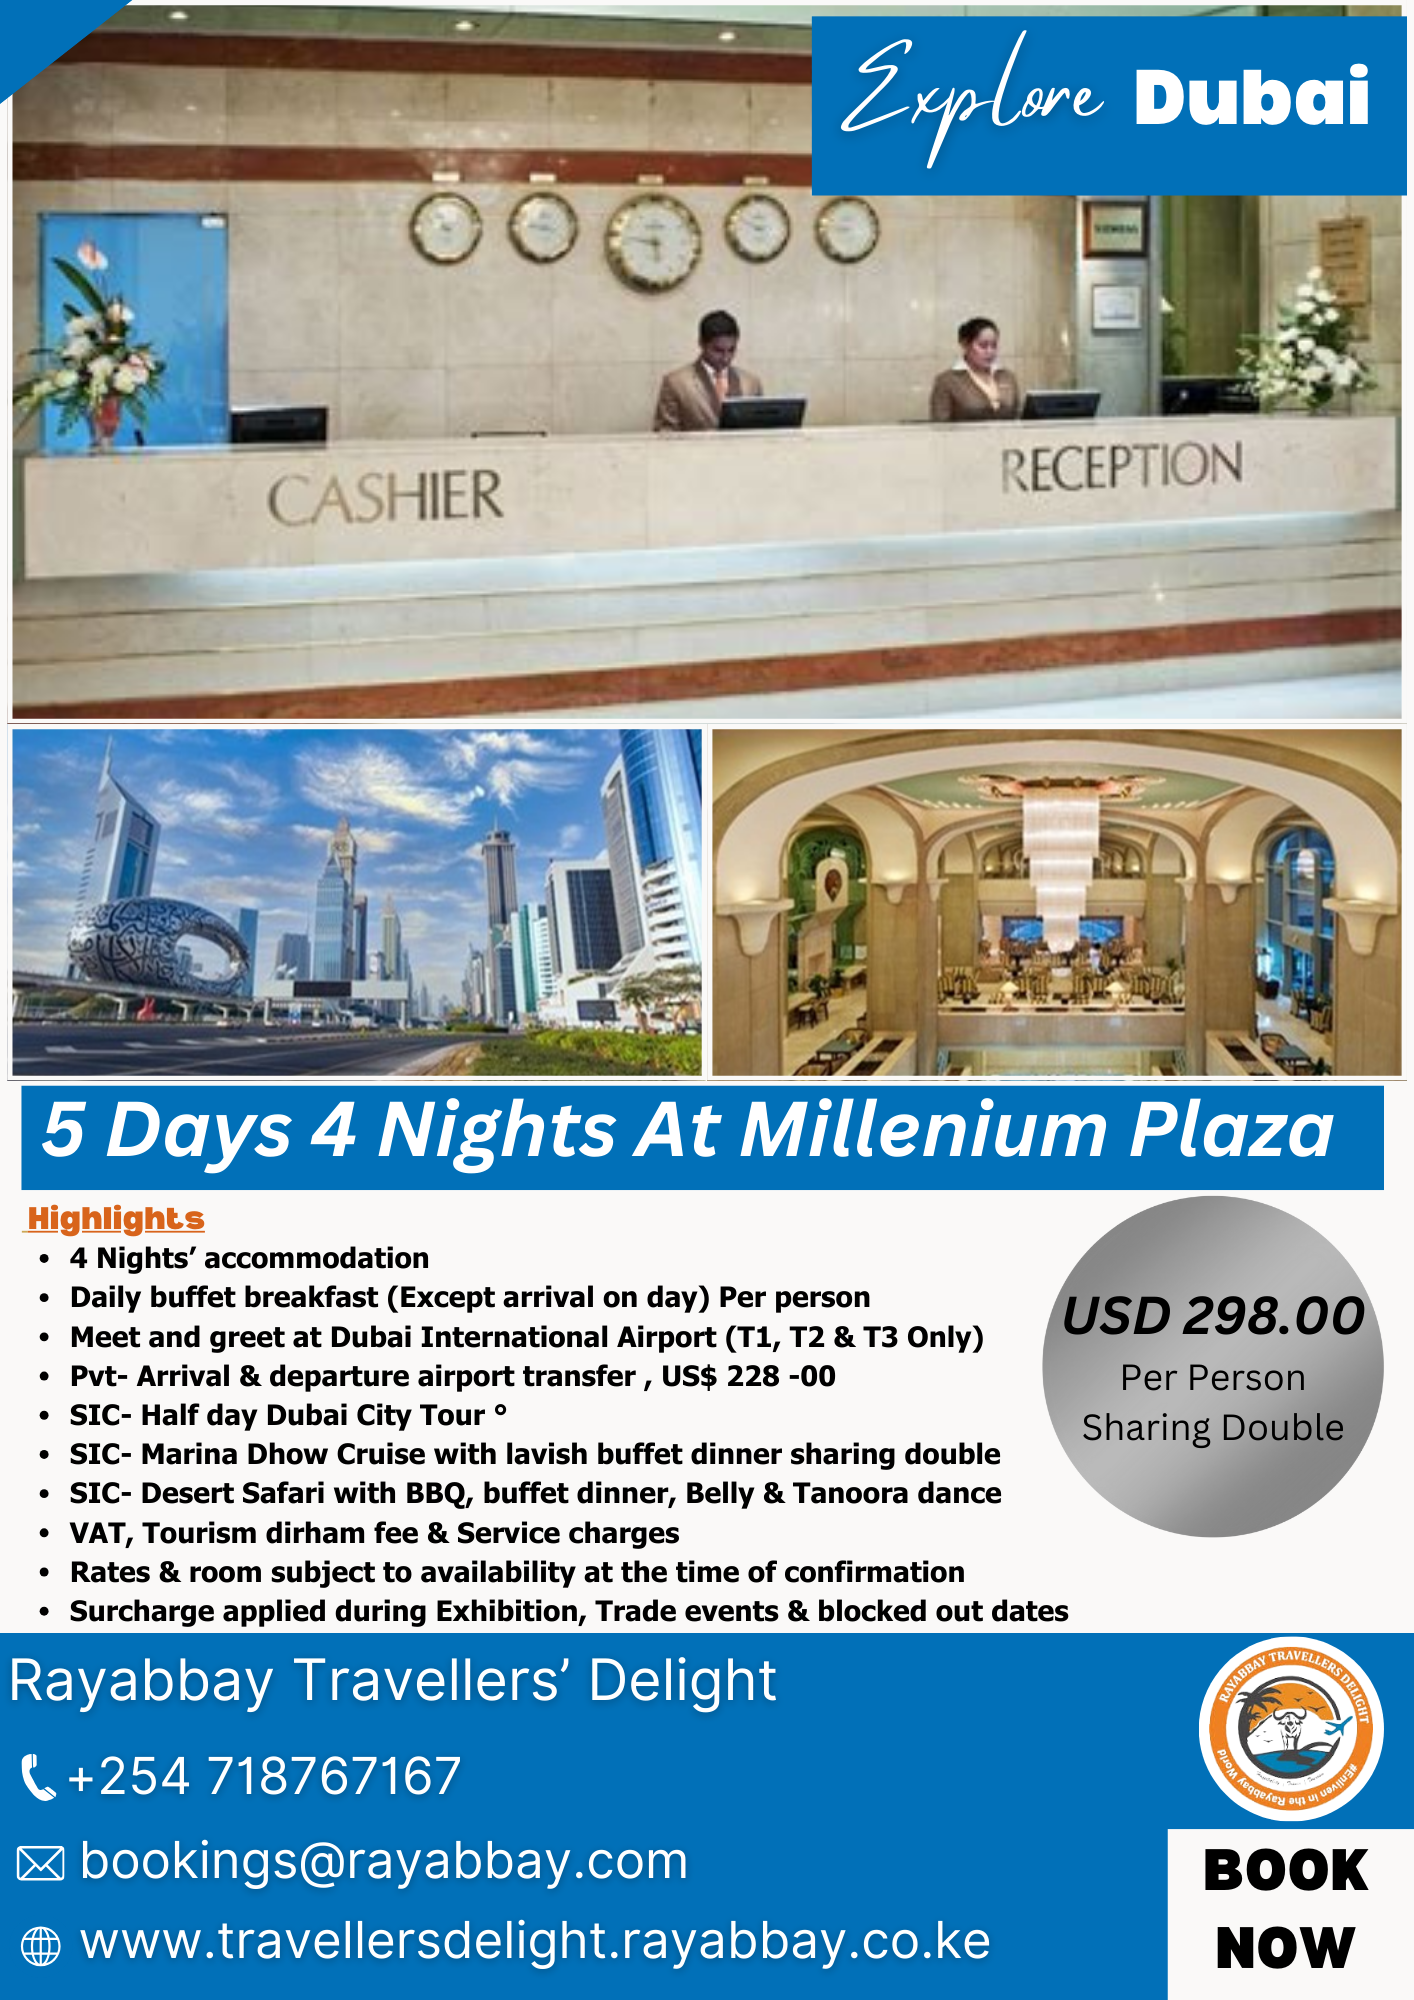 Explore Dubai
CASHIER
RECEPTION
5 Days 4 Nights At Millenium Plaza
Highlights
• 4 Nights’ accommodation
• Daily buffet breakfast (Except arrival on day) Per person
• Meet and greet at Dubai International Airport (T1, T2 & T3 Only)
• Pvt- Arrival & departure airport transfer , US$ 228 -00
• SIC- Half day Dubai City Tour °
• SIC- Marina Dhow Cruise with lavish buffet dinner sharing double
• SIC- Desert Safari with BBQ, buffet dinner, Belly & Tanoora dance
• VAT, Tourism dirham fee & Service charges
• Rates & room subject to availability at the time of confirmation
• Surcharge applied during Exhibition, Trade events & blocked out dates
USD 298.00
Per Person
Sharing Double
Rayabbay Travellers’ Delight
+254 718767167
bookings@rayabbay.com
www.travellersdelight.rayabbay.co.ke
RAYABBAY TRAVELLERS DELIGHT
#Enliven in the Rayabbay World
BOOK
NOW